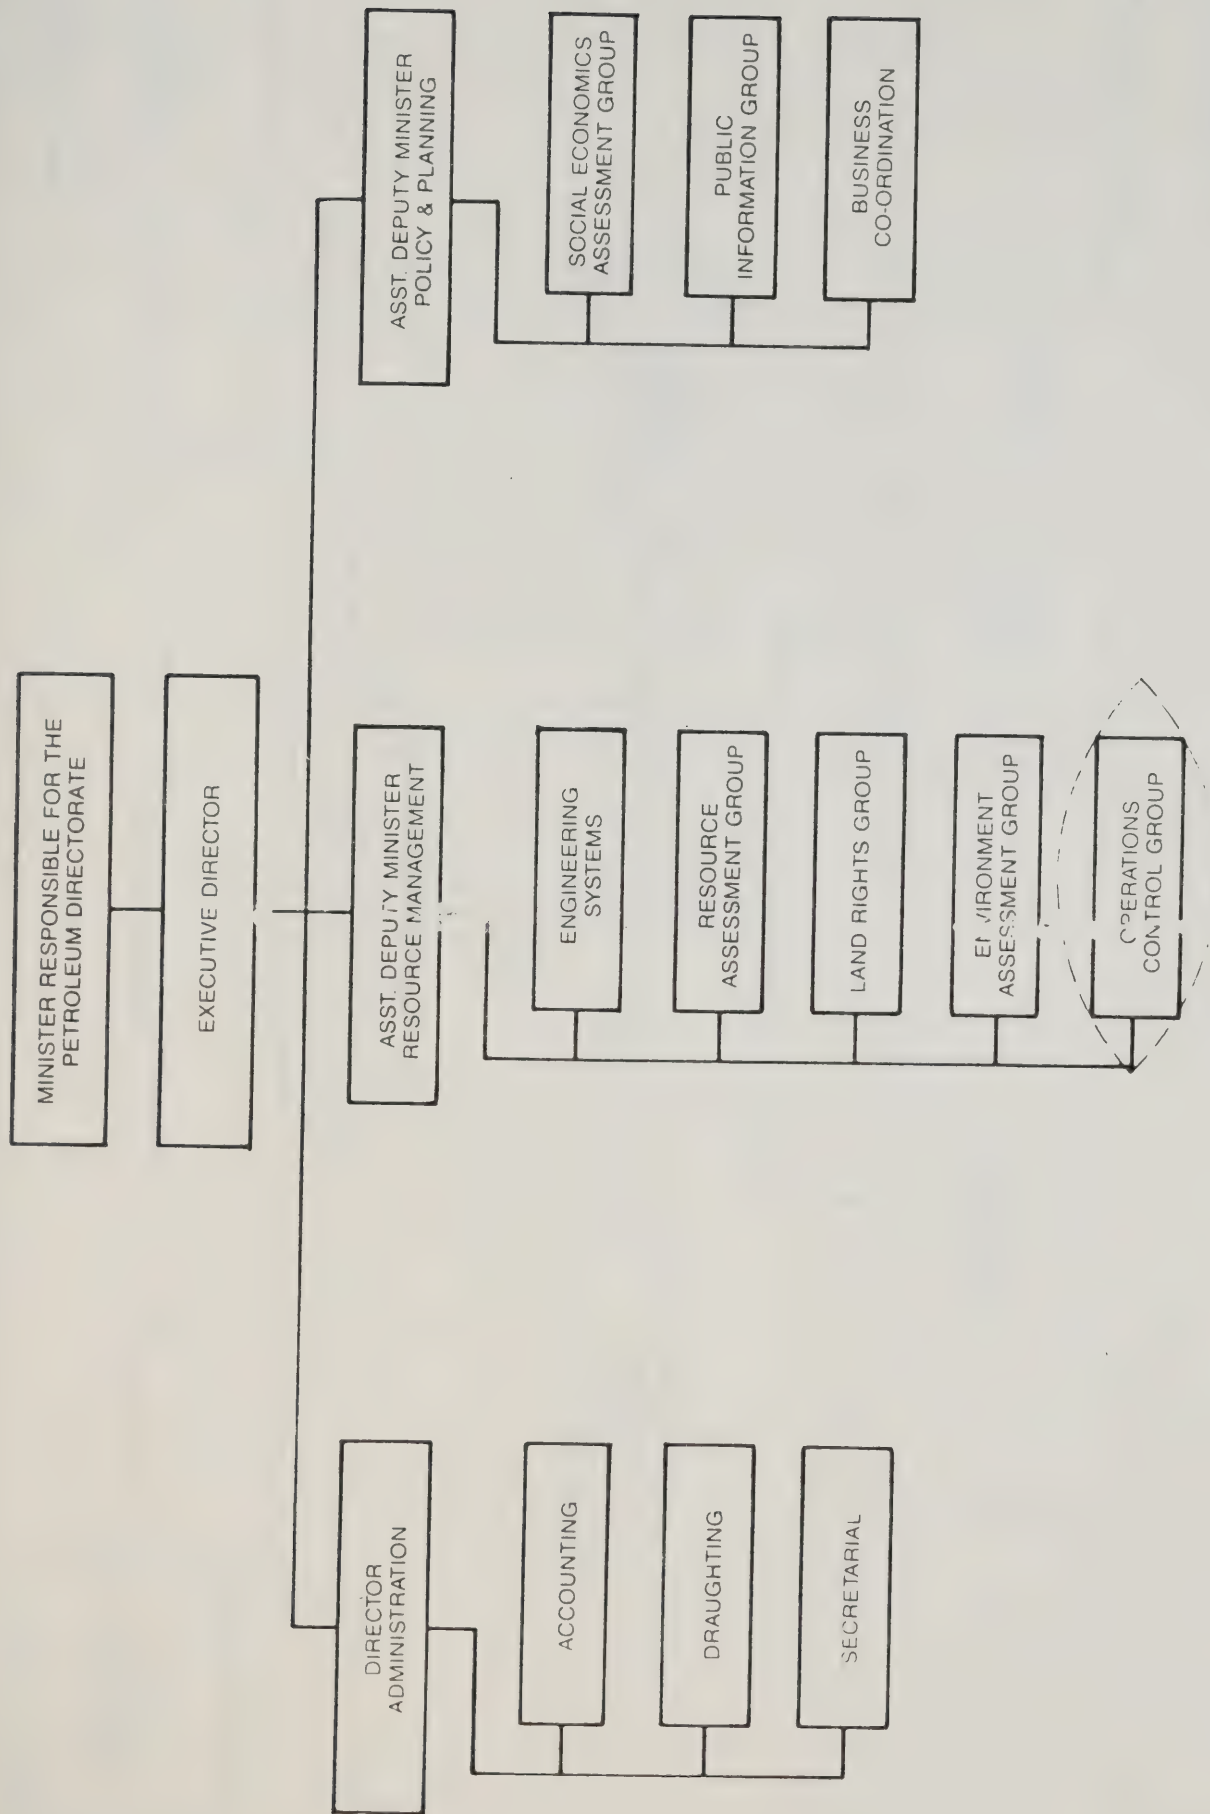 MINISTER RESPONSIBLE FOR THE
PETROLEUM DIRECTORATE
EXECUTIVE DIRECTOR
DIRECTOR
ADMINISTRATION
ACCOUNTING
DRAUGHTING
SECRETARIAL
ASST. DEPUTY MINISTER
RESOURCE MANAGEMENT
ENGINEERING
SYSTEMS
RESOURCE
ASSESSMENT GROUP
LAND RIGHTS GROUP
ENVIRONMENT
ASSESSMENT GROUP
OPERATIONS
CONTROL GROUP
ASST. DEPUTY MINISTER
POLICY & PLANNING
SOCIAL ECONOMICS
ASSESSMENT GROUP
PUBLIC
INFORMATION GROUP
BUSINESS
CO-ORDINATION